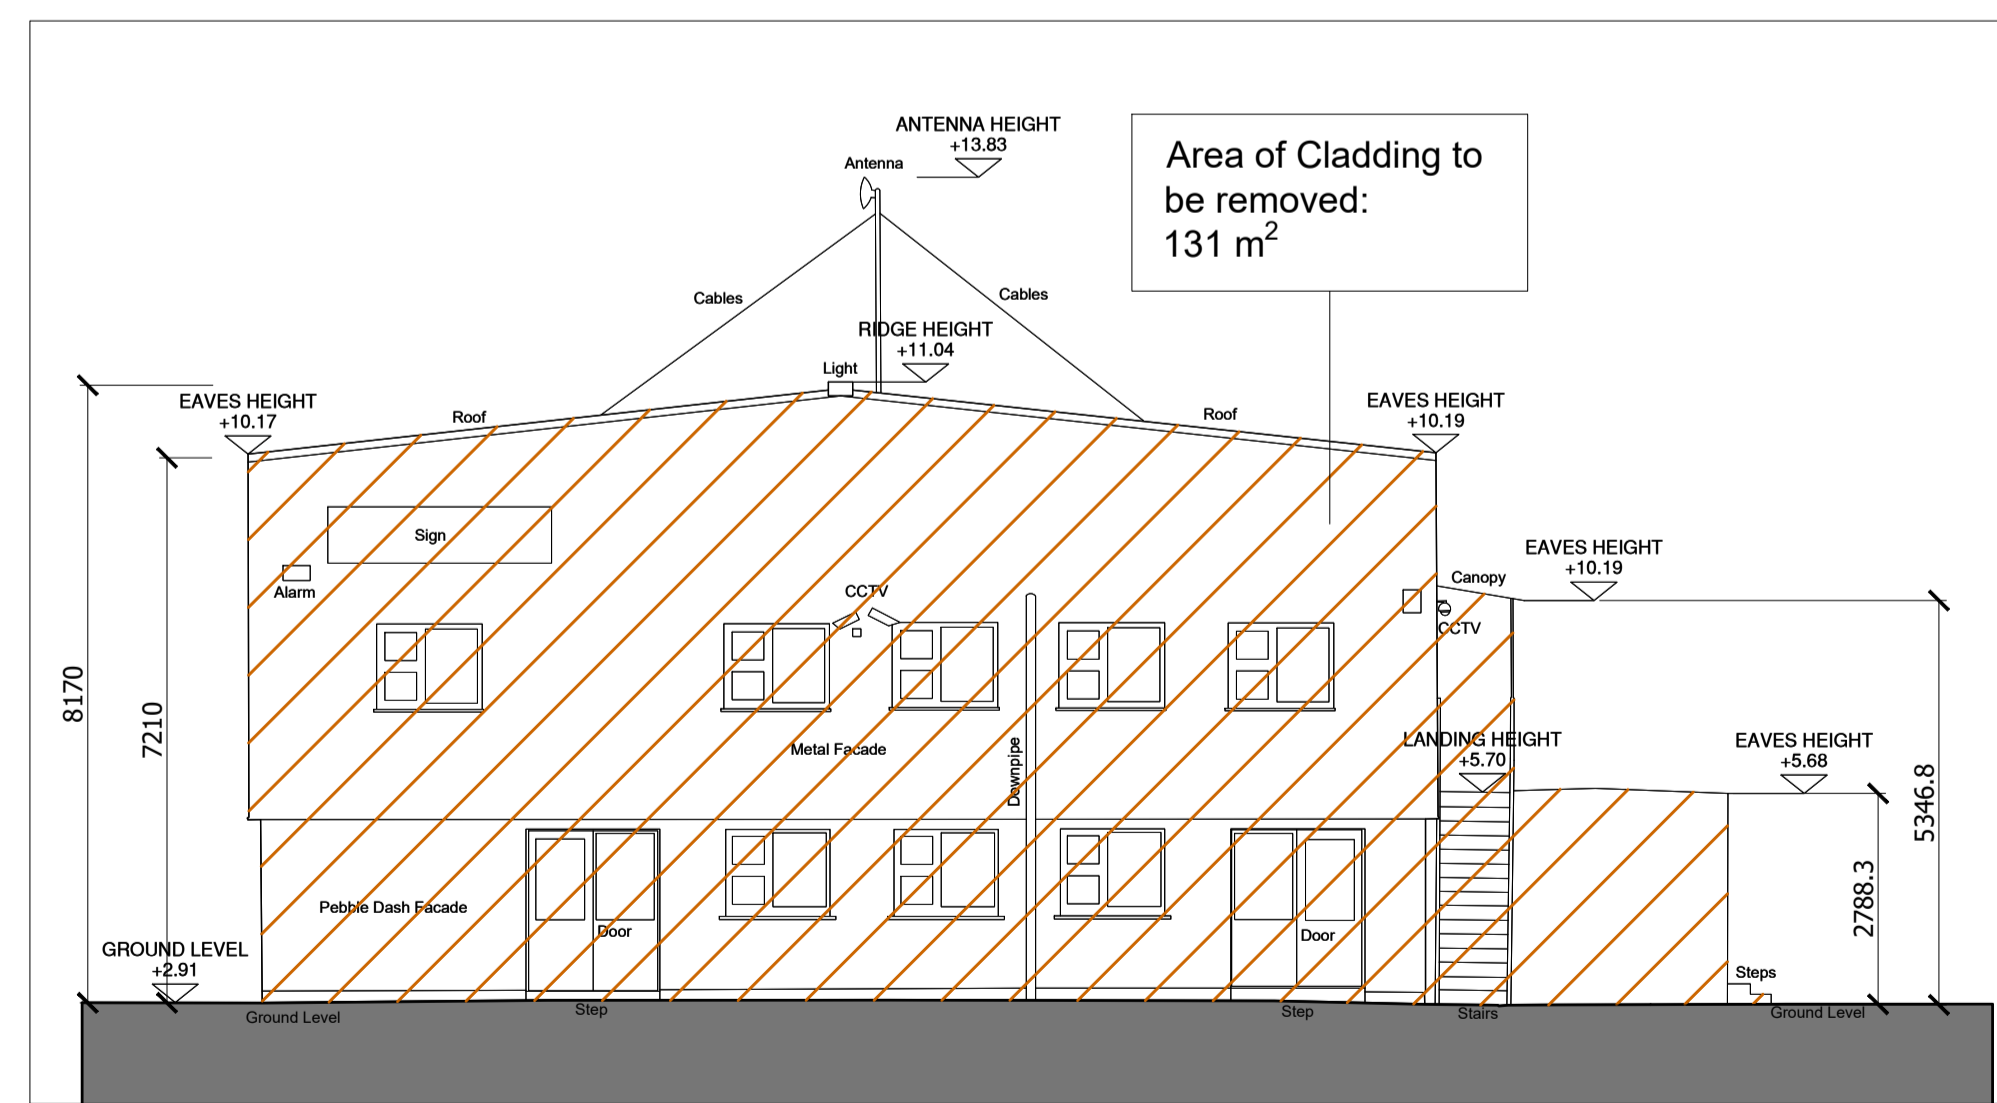 ANTENNA HEIGHT
+13.83
Antenna
Area of Cladding to
be removed:
131 m²
Cables
Cables
RIDGE HEIGHT
+11.04
Light
EAVES HEIGHT
+10.17
Roof
Roof
EAVES HEIGHT
+10.19
Sign
Alarm
CCTV
EAVES HEIGHT
+10.19
Canopy
CCTV
8170
7210
Metal Facade
Downpipe
LANDING HEIGHT
+5.70
EAVES HEIGHT
+5.68
5346.8
2788.3
Pebble Dash Facade
Door
Door
GROUND LEVEL
+2.91
Steps
Ground Level
Step
Step
Stairs
Ground Level